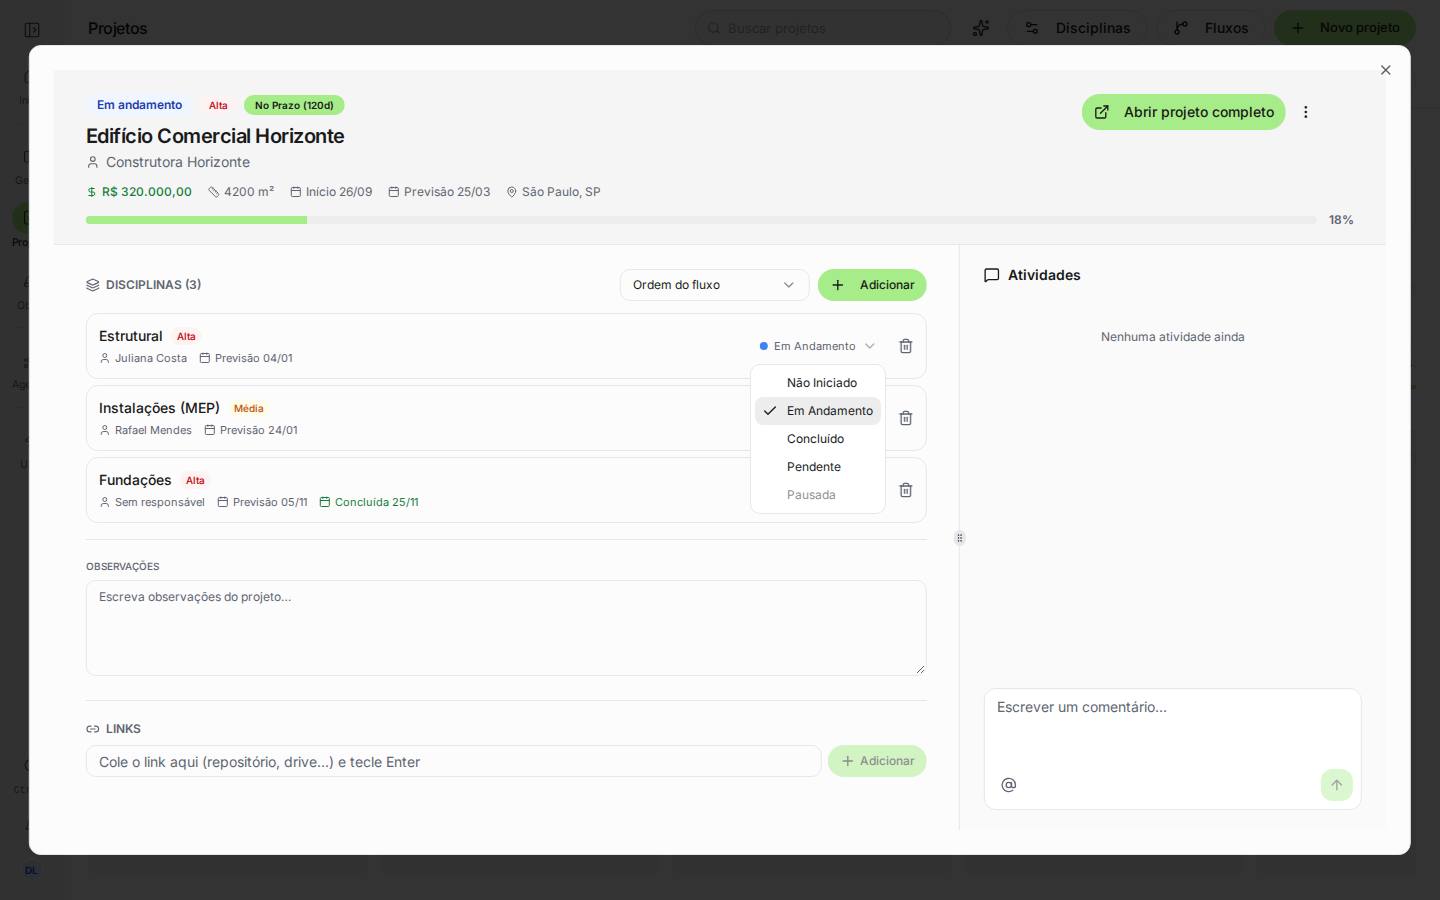 Projetos
Buscar projetos
Disciplinas
Fluxos
Novo projeto
Em andamento
Alta
No Prazo (120d)
Abrir projeto completo
Edifício Comercial Horizonte
Construtora Horizonte
R$ 320.000,00
4200 m²
Início 26/09
Previsão 25/03
São Paulo, SP
18%
DISCIPLINAS (3)
Ordem do fluxo
Adicionar
Estrutural
Alta
Juliana Costa
Previsão 04/01
Em Andamento
Não Iniciado
Em Andamento
Concluído
Pendente
Pausada
Instalações (MEP)
Média
Rafael Mendes
Previsão 24/01
Fundações
Alta
Sem responsável
Previsão 05/11
Concluída 25/11
OBSERVAÇÕES
Escreva observações do projeto...
LINKS
Cole o link aqui (repositório, drive...) e tecle Enter
Adicionar
Atividades
Nenhuma atividade ainda
Escrever um comentário...
DL